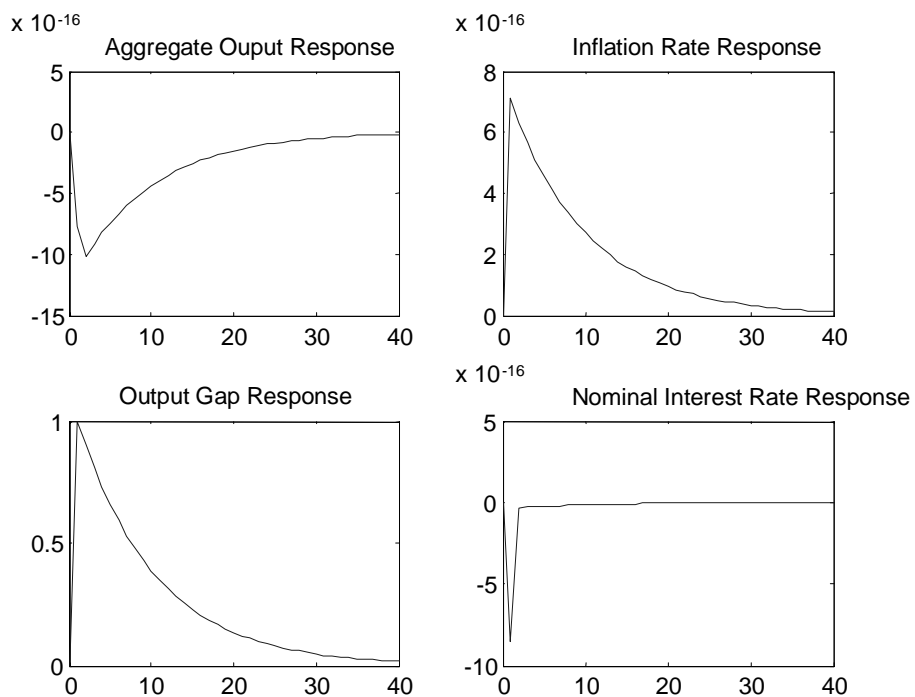 x 10-16
Aggregate Ouput Response
5
0
-5
-10
-15
0 10 20 30 40
x 10-16
Inflation Rate Response
8
6
4
2
0
0 10 20 30 40
Output Gap Response
1
0.5
0
0 10 20 30 40
x 10-16
Nominal Interest Rate Response
5
0
-5
-10
0 10 20 30 40